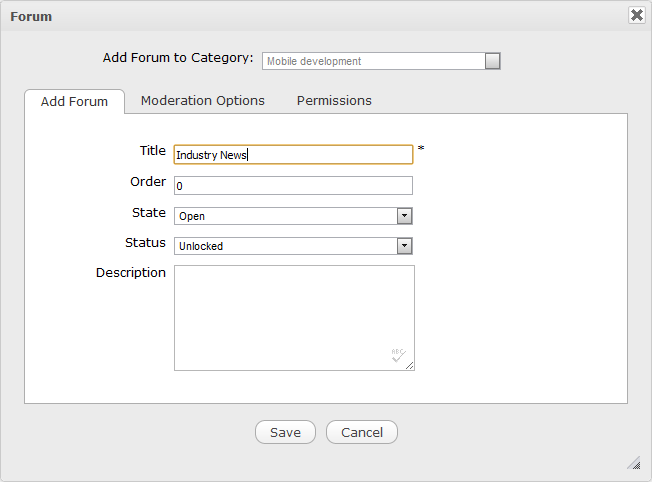 Forum
Add Forum to Category: Mobile development
Add Forum Moderation Options Permissions
Title Industry News *
Order 0
State Open
Status Unlocked
Description
ABC
Save Cancel